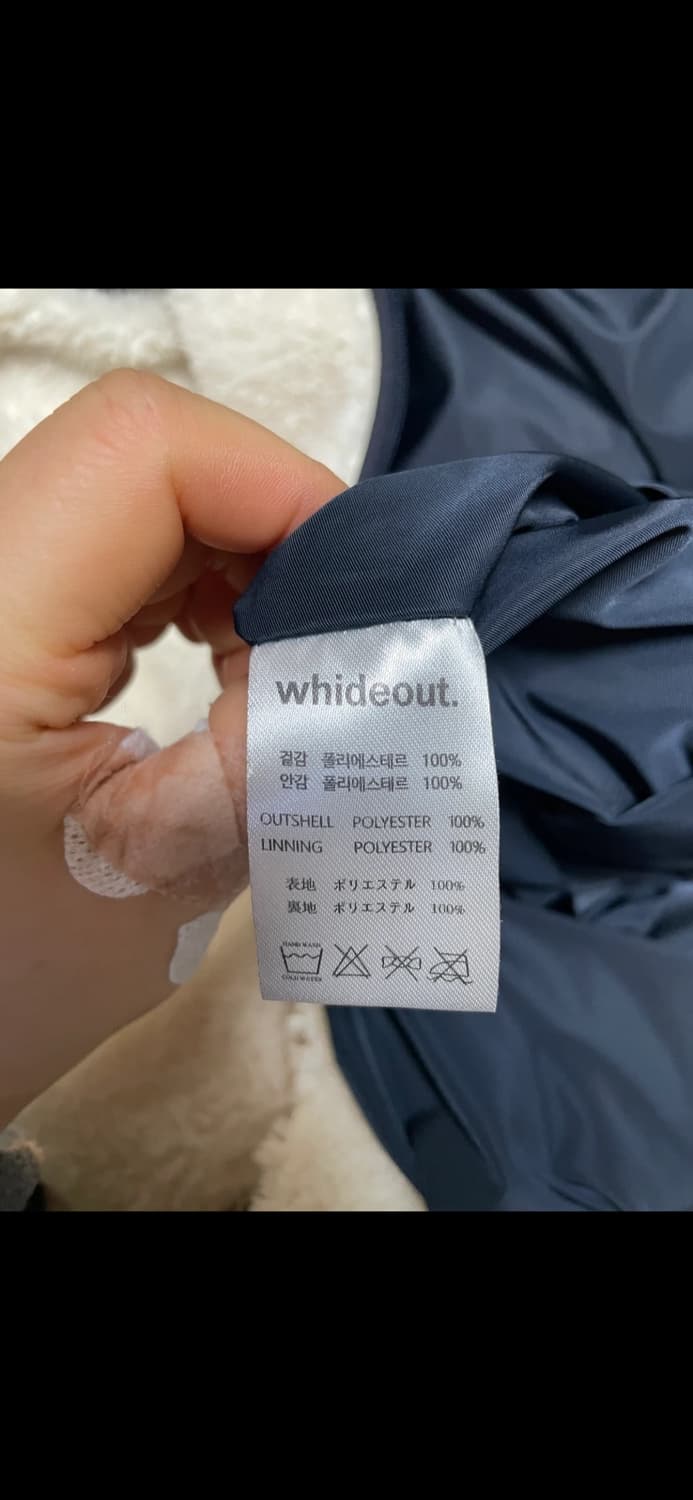 whideout.
겉감 폴리에스테르 100%
안감 폴리에스테르 100%
OUTSHELL POLYESTER 100%
LINNING POLYESTER 100%
表地 ポリエステル 100%
裏地 ポリエステル 100%
HAND WASH
COLD WATER